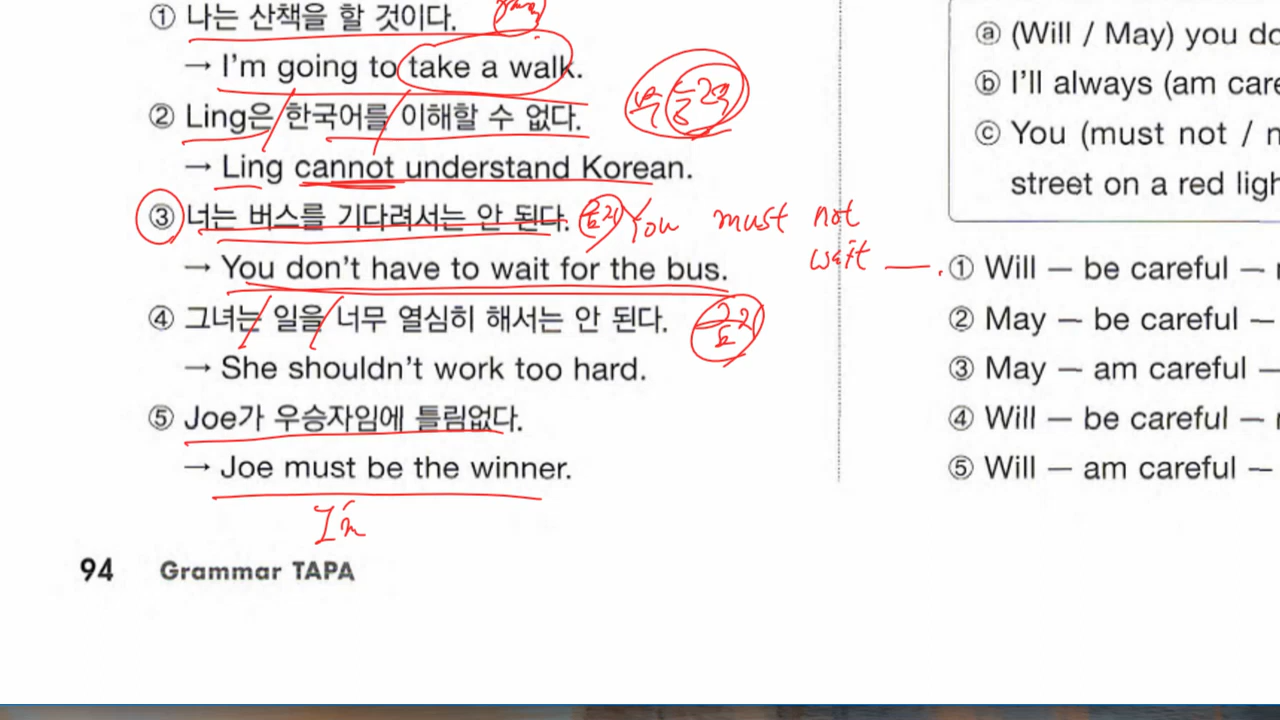 ① 나는 산책을 할 것이다.
→ I'm going to take a walk.
② Ling은 한국어를 이해할 수 없다.
→ Ling cannot understand Korean.
③ 너는 버스를 기다려서는 안 된다. You must not
wait
→ You don't have to wait for the bus.
④ 그녀는 일을 너무 열심히 해서는 안 된다.
→ She shouldn't work too hard.
⑤ Joe가 우승자임에 틀림없다.
→ Joe must be the winner.
I'm
94 Grammar TAPA
ⓐ (Will / May) you do
ⓑ I'll always (am care
ⓒ You (must not / n
street on a red ligh
① Will — be careful —
② May — be careful —
③ May — am careful —
④ Will — be careful —
⑤ Will — am careful —